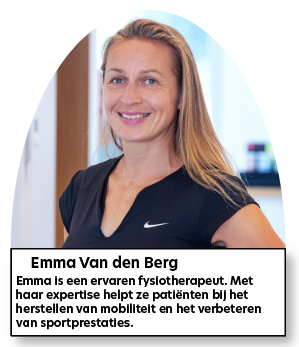 Emma Van den Berg
Emma is een ervaren fysiotherapeut. Met
haar expertise helpt ze patiënten bij het
herstellen van mobiliteit en het verbeteren
van sportprestaties.